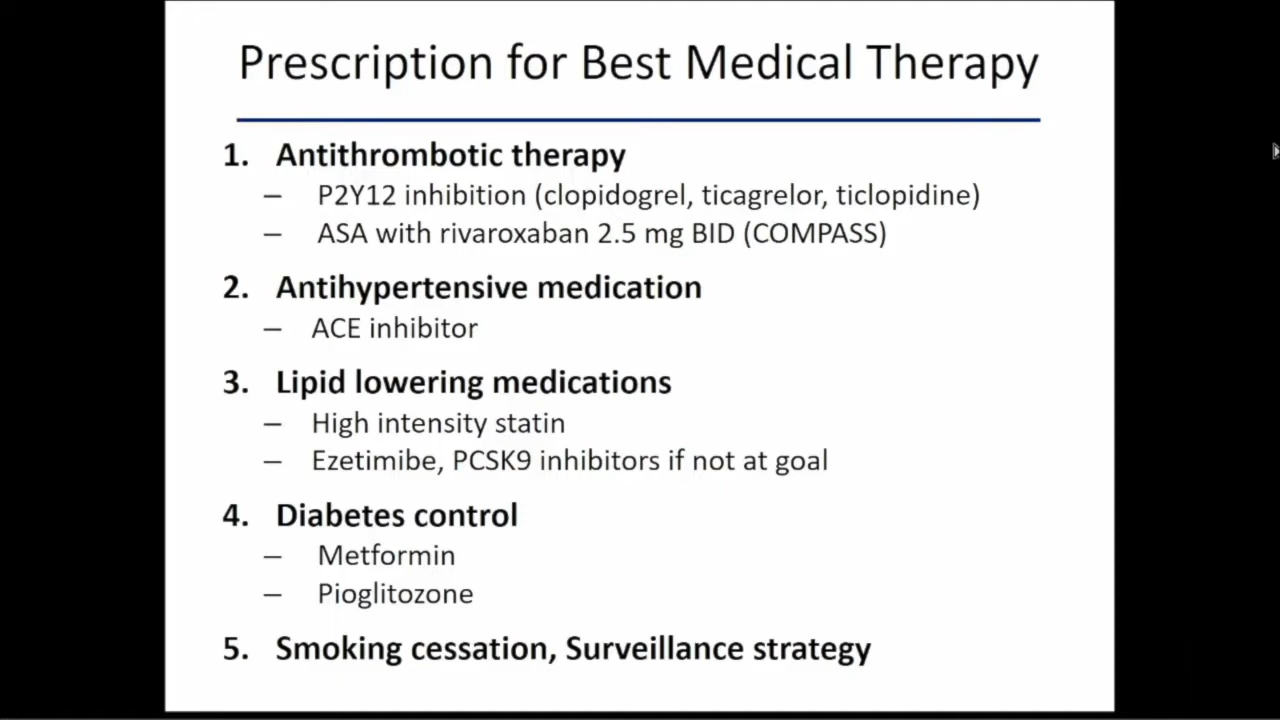 Prescription for Best Medical Therapy
1. Antithrombotic therapy
– P2Y12 inhibition (clopidogrel, ticagrelor, ticlopidine)
– ASA with rivaroxaban 2.5 mg BID (COMPASS)
2. Antihypertensive medication
– ACE inhibitor
3. Lipid lowering medications
– High intensity statin
– Ezetimibe, PCSK9 inhibitors if not at goal
4. Diabetes control
– Metformin
– Pioglitozone
5. Smoking cessation, Surveillance strategy